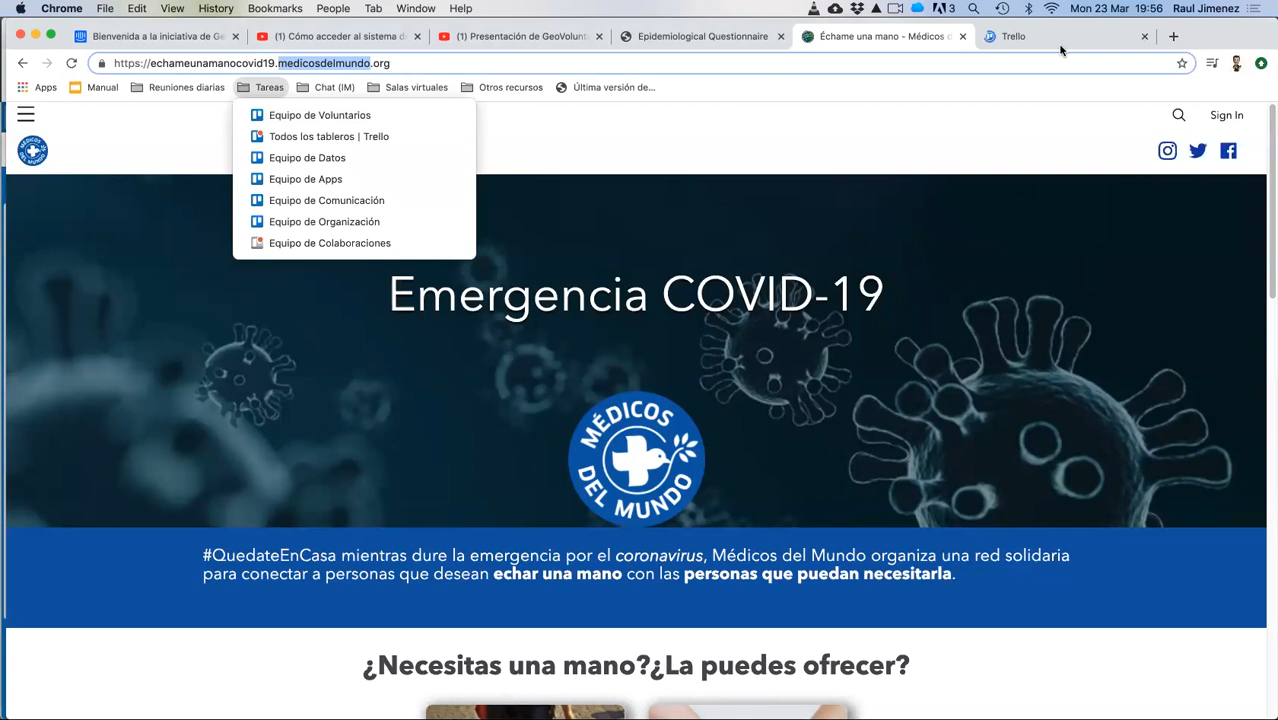 Chrome File Edit View History Bookmarks People Tab Window Help
3 Mon 23 Mar 19:56 Raul Jimenez
Bienvenida a la iniciativa de Ge
(1) Cómo acceder al sistema d
(1) Presentación de GeoVolunt
Epidemiological Questionnaire
Échame una mano - Médicos d
Trello
https://echameunamanocovid19.medicosdelmundo.org
Apps Manual Reuniones diarias Tareas Chat (IM) Salas virtuales Otros recursos Última versión de...
Equipo de Voluntarios
Todos los tableros | Trello
Equipo de Datos
Equipo de Apps
Equipo de Comunicación
Equipo de Organización
Equipo de Colaboraciones
Sign In
MÉDICOS DEL MUNDO
Emergencia COVID-19
MÉDICOS
DEL MUNDO
#QuedateEnCasa mientras dure la emergencia por el coronavirus, Médicos del Mundo organiza una red solidaria
para conectar a personas que desean echar una mano con las personas que puedan necesitarla.
¿Necesitas una mano?¿La puedes ofrecer?